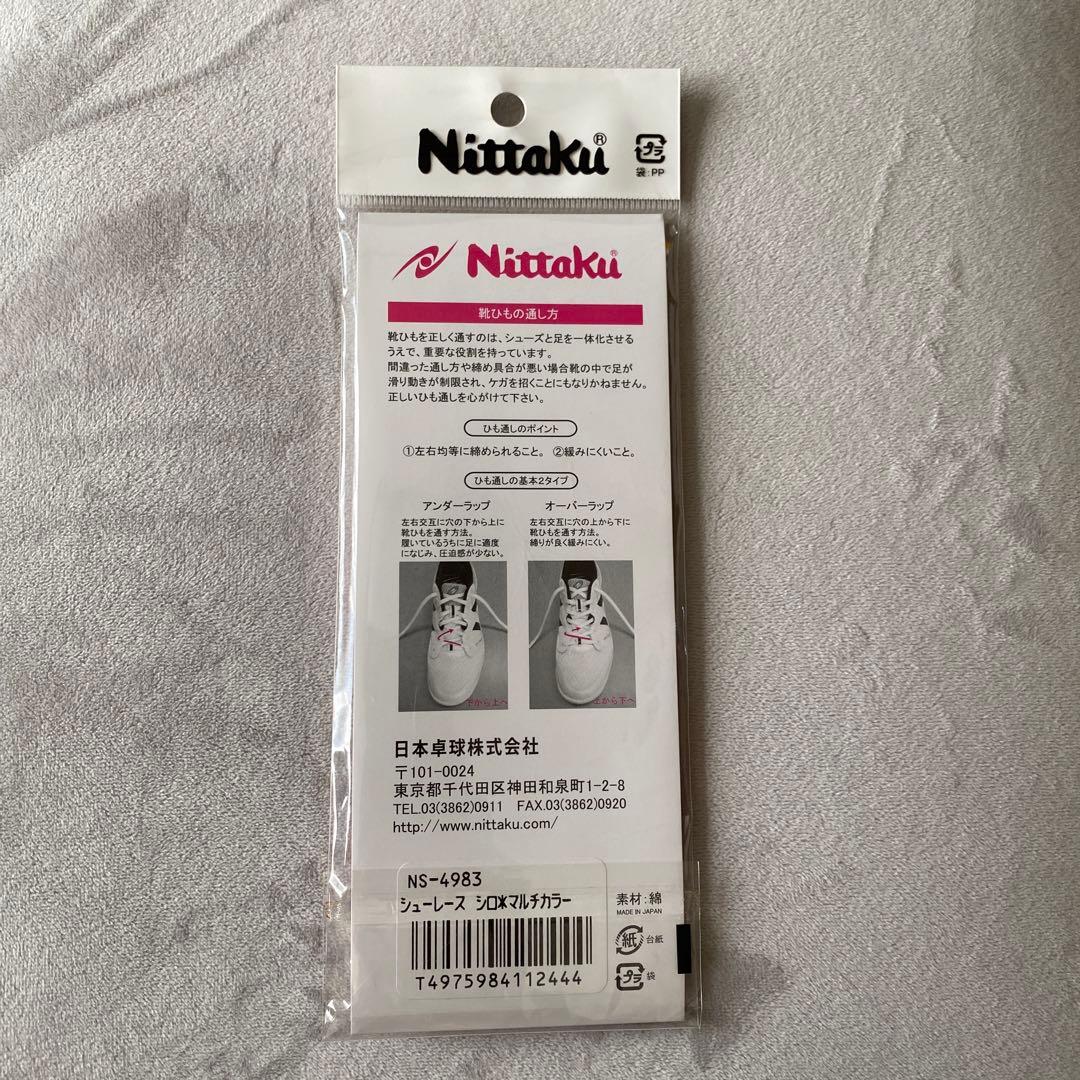 Nittaku®
プラ
袋:PP
Nittaku®
靴ひもの通し方
靴ひもを正しく通すのは、シューズと足を一体化させる
うえで、重要な役割を持っています。
間違った通し方や締め具合が悪い場合靴の中で足が
滑り動きが制限され、ケガを招くことにもなりかねません。
正しいひも通しを心がけて下さい。
ひも通しのポイント
①左右均等に締められること。 ②緩みにくいこと。
ひも通しの基本2タイプ
アンダーラップ
左右交互に穴の下から上に
靴ひもを通す方法。
履いているうちに足に適度
になじみ、圧迫感が少ない。
オーバーラップ
左右交互に穴の上から下に
靴ひもを通す方法。
締りが良く緩みにくい。
下から上へ
上から下へ
日本卓球株式会社
〒101-0024
東京都千代田区神田和泉町1-2-8
TEL.03(3862)0911 FAX.03(3862)0920
http://www.nittaku.com/
NS-4983
シューレース シロ*マルチカラー
T4975984112444
素材:綿
MADE IN JAPAN
紙 台紙
プラ 袋